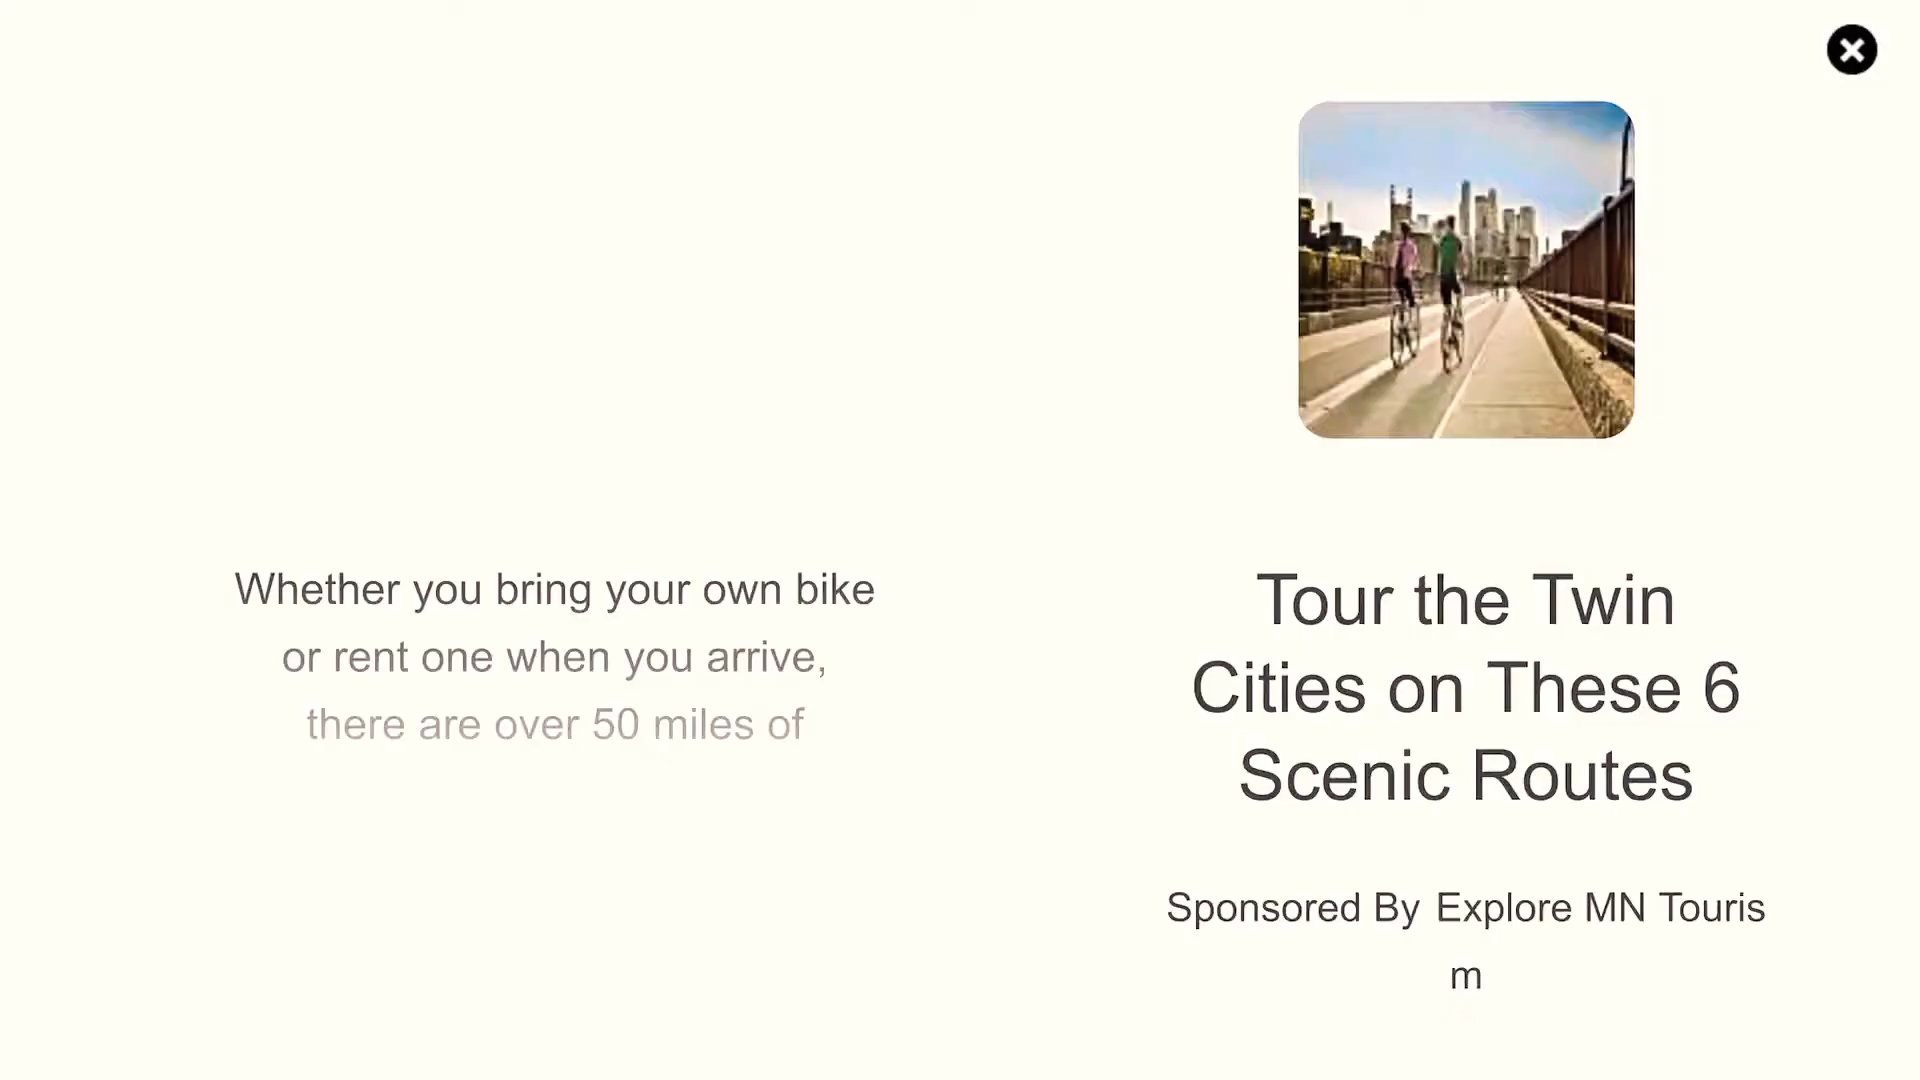 Whether you bring your own bike
or rent one when you arrive,
there are over 50 miles of
Tour the Twin
Cities on These 6
Scenic Routes
Sponsored By Explore MN Touris
m